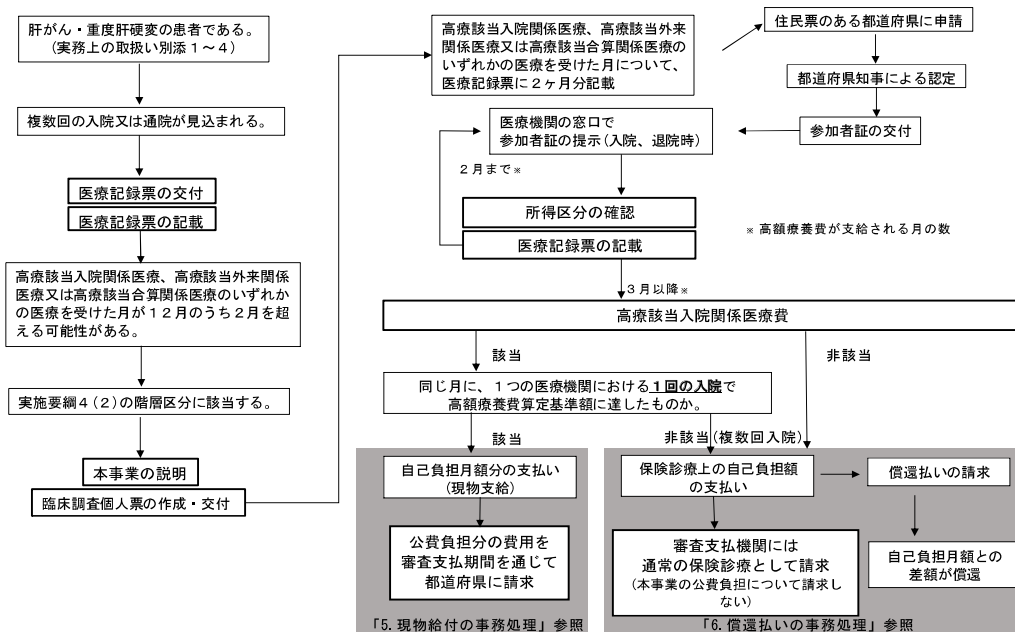 肝がん・重度肝硬変の患者である。
(実務上の取扱い別添１～４)
複数回の入院又は通院が見込まれる。
医療記録票の交付
医療記録票の記載
高療該当入院関係医療、高療該当外来関係
医療又は高療該当合算関係医療のいずれか
の医療を受けた月が１２月のうち２月を超
える可能性がある。
実施要綱４(２)の階層区分に該当する。
本事業の説明
臨床調査個人票の作成・交付
高療該当入院関係医療、高療該当外来
関係医療又は高療該当合算関係医療の
いずれかの医療を受けた月について、
医療記録票に２ヶ月分記載
住民票のある都道府県に申請
都道府県知事による認定
参加者証の交付
医療機関の窓口で
参加者証の提示(入院、退院時)
２月まで※
所得区分の確認
医療記録票の記載
※ 高額療養費が支給される月の数
３月以降※
高療該当入院関係医療費
該当
非該当
同じ月に、１つの医療機関における１回の入院で
高額療養費算定基準額に達したものか。
該当
非該当(複数回入院)
自己負担月額分の支払い
(現物支給)
公費負担分の費用を
審査支払期間を通じて
都道府県に請求
「5.現物給付の事務処理」参照
保険診療上の自己負担額
の支払い
償還払いの請求
審査支払機関には
通常の保険診療として請求
(本事業の公費負担について請求し
ない)
自己負担月額との
差額が償還
「6.償還払いの事務処理」参照